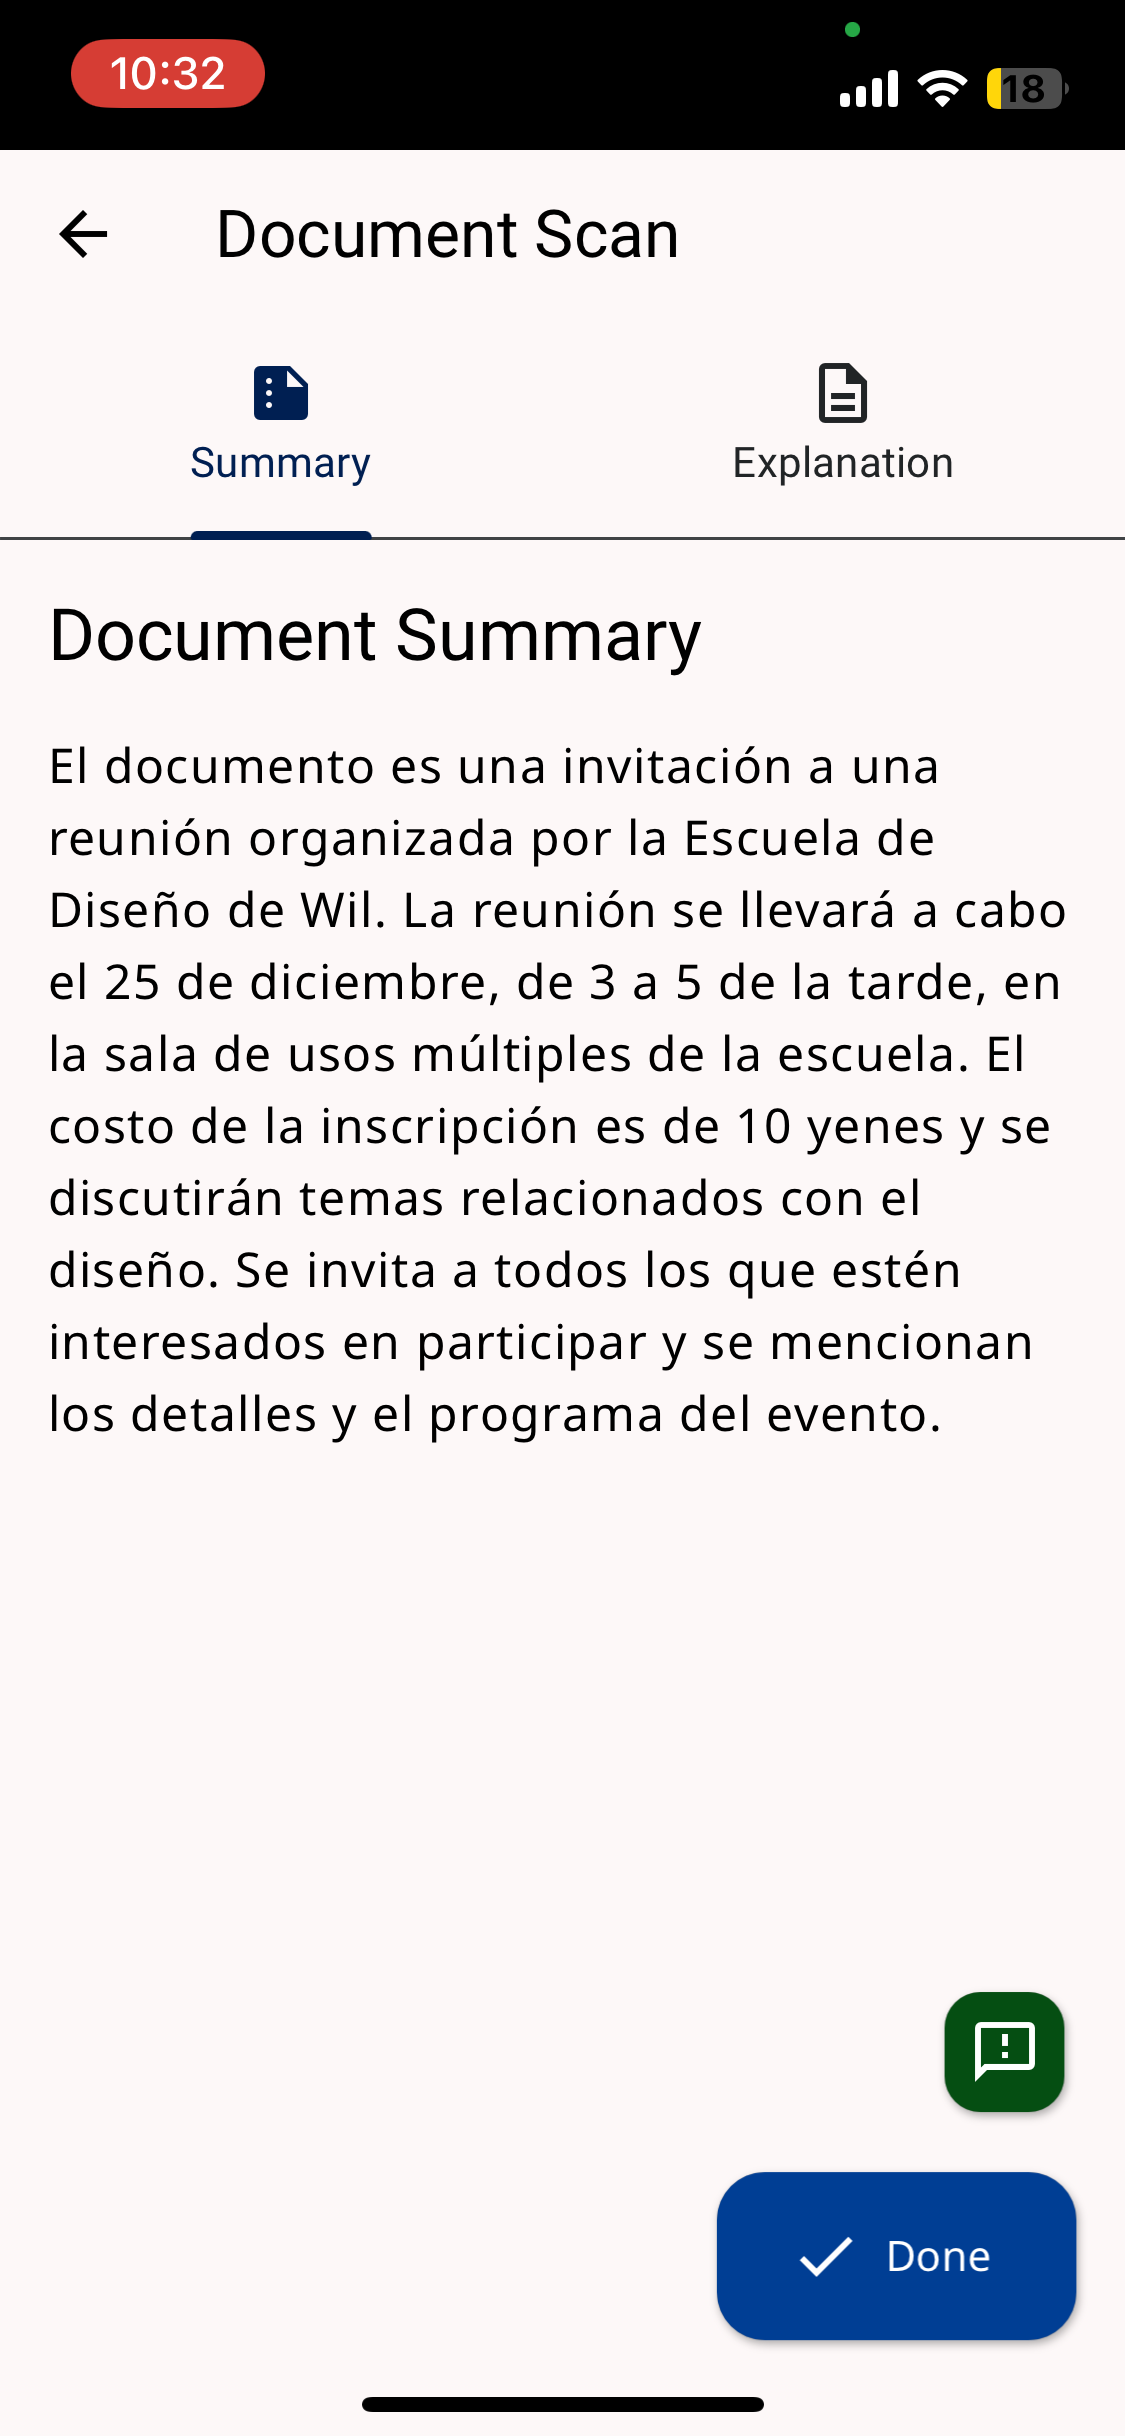 10:32
18
Document Scan
Summary
Explanation
Document Summary
El documento es una invitación a una
reunión organizada por la Escuela de
Diseño de Wil. La reunión se llevará a cabo
el 25 de diciembre, de 3 a 5 de la tarde, en
la sala de usos múltiples de la escuela. El
costo de la inscripción es de 10 yenes y se
discutirán temas relacionados con el
diseño. Se invita a todos los que estén
interesados en participar y se mencionan
los detalles y el programa del evento.
Done